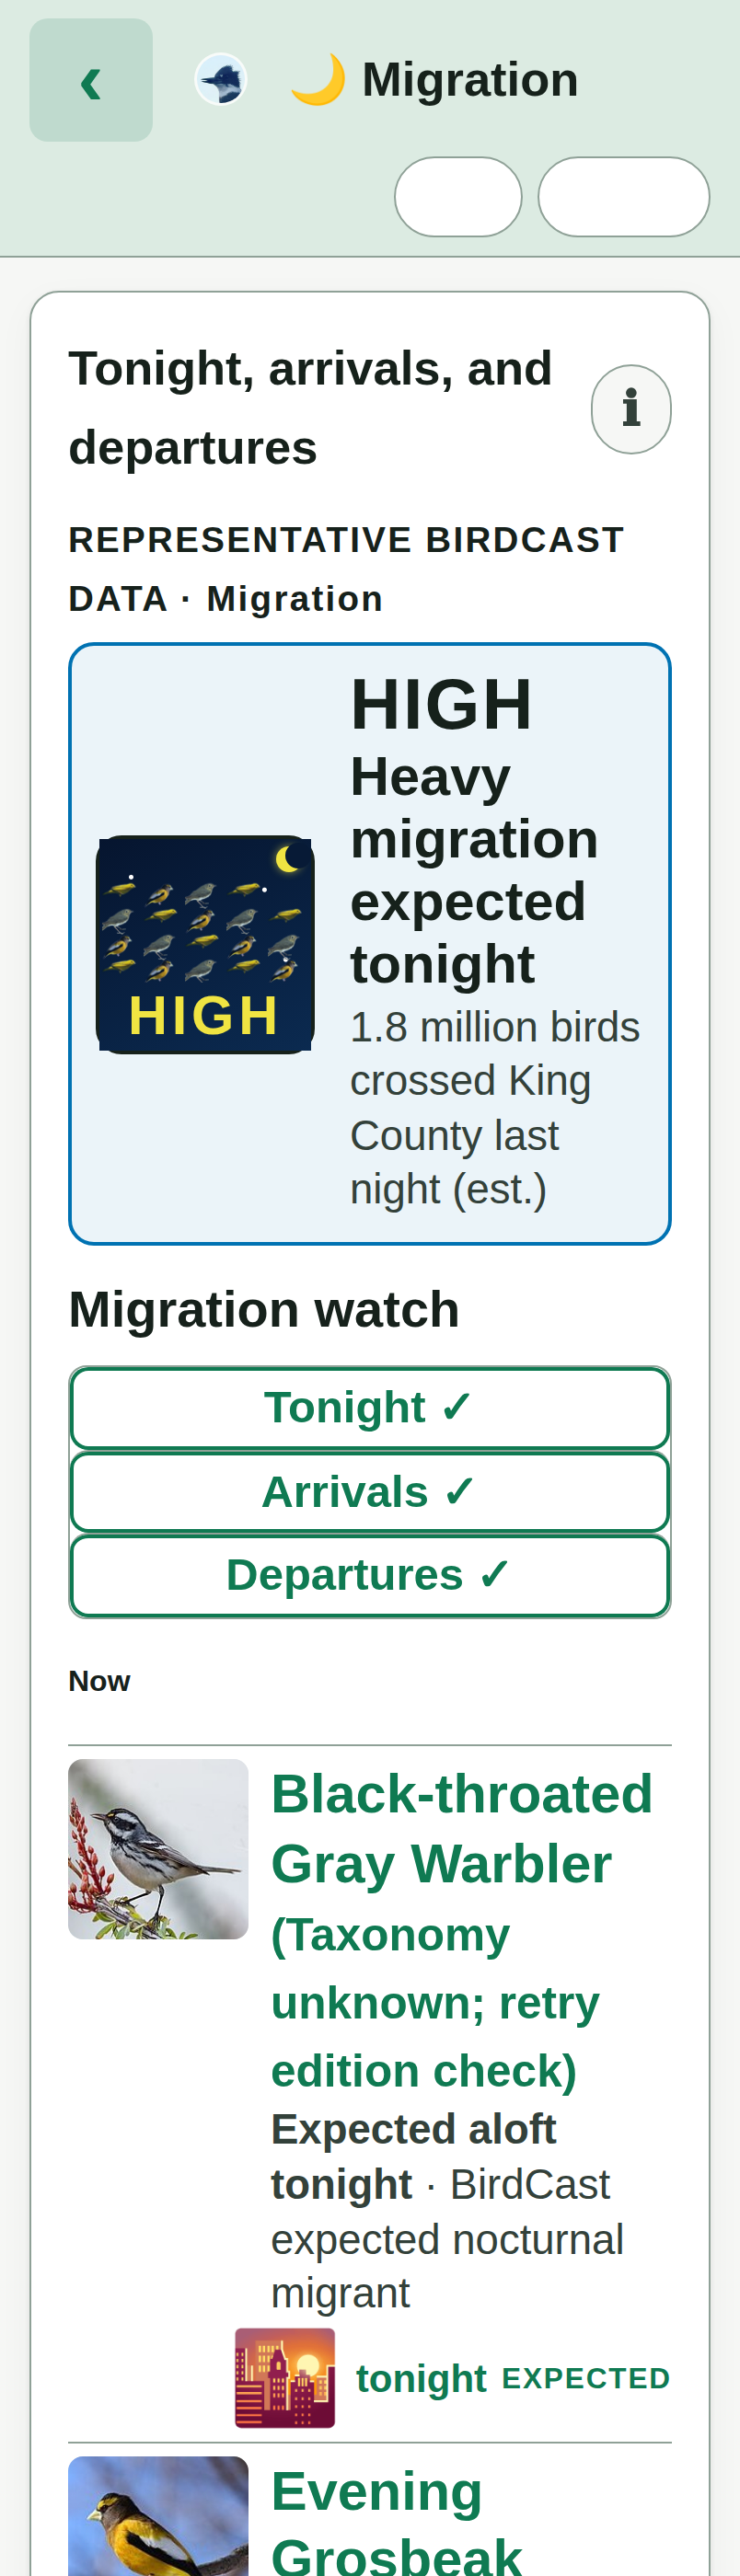 ‹ 🌙 Migration
Tonight, arrivals, and
departures
ℹ
REPRESENTATIVE BIRDCAST
DATA · Migration
HIGH
HIGH
Heavy
migration
expected
tonight
1.8 million birds
crossed King
County last
night (est.)
Migration watch
Tonight ✓
Arrivals ✓
Departures ✓
Now
Black-throated
Gray Warbler
(Taxonomy
unknown; retry
edition check)
Expected aloft
tonight · BirdCast
expected nocturnal
migrant
tonight EXPECTED
Evening
Grosbeak